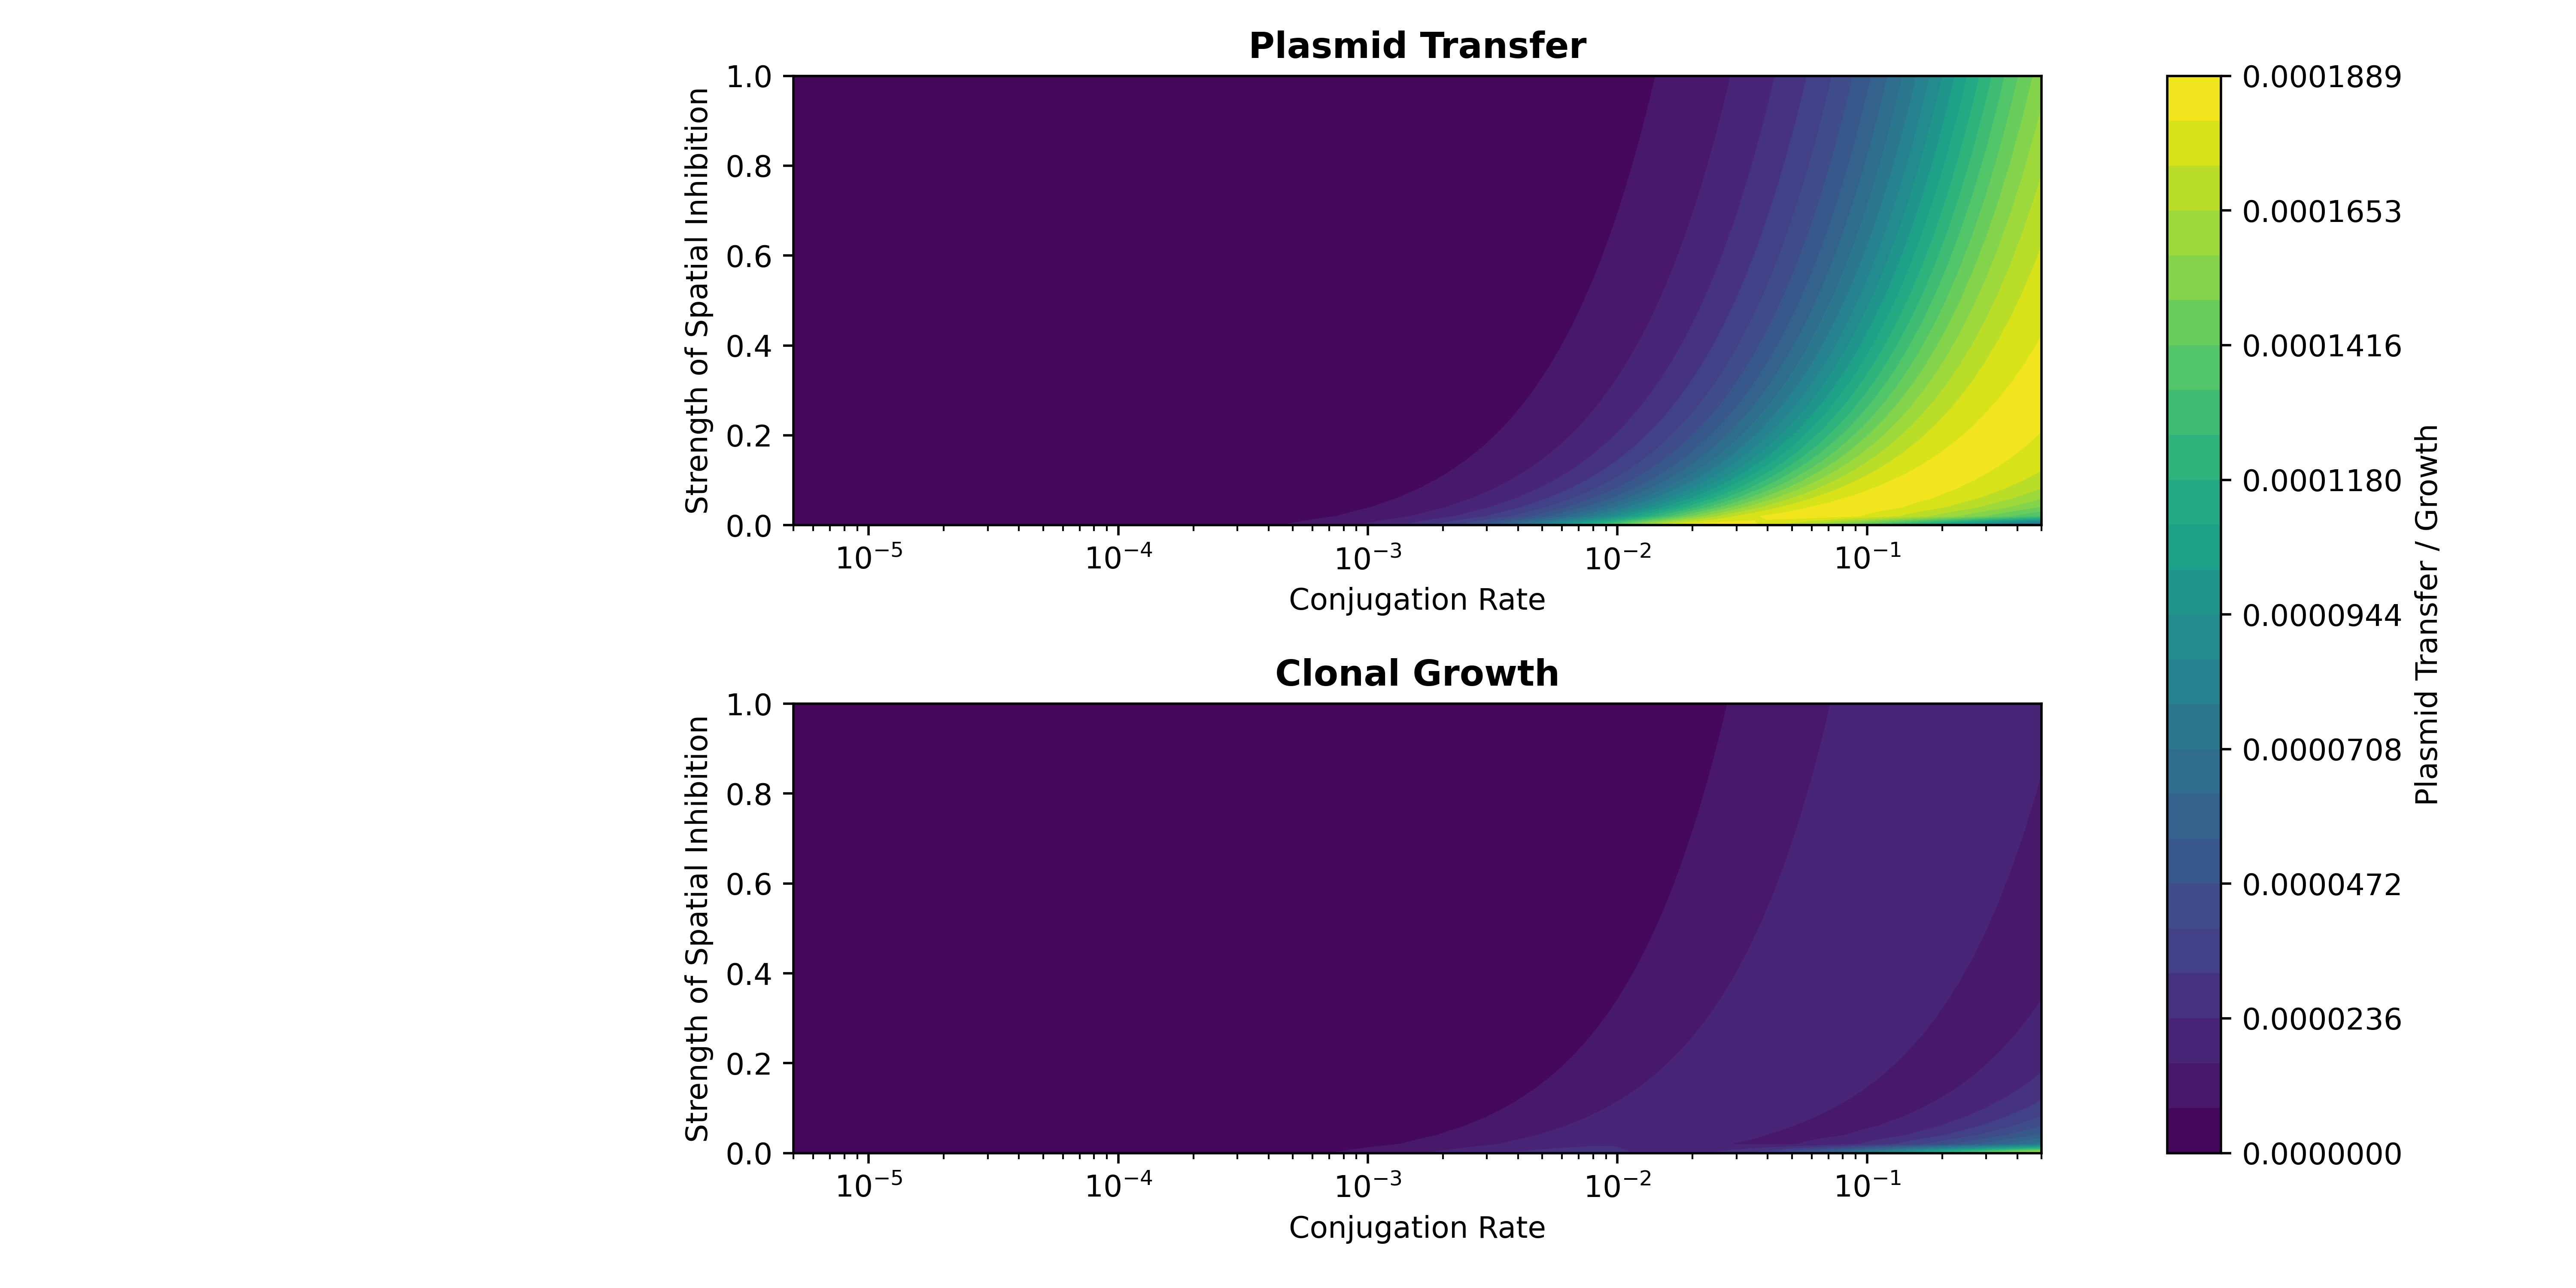 Plasmid Transfer
Strength of Spatial Inhibition
1.0
0.8
0.6
0.4
0.2
0.0
10⁻⁵ 10⁻⁴ 10⁻³ 10⁻² 10⁻¹
Conjugation Rate
Clonal Growth
Strength of Spatial Inhibition
1.0
0.8
0.6
0.4
0.2
0.0
10⁻⁵ 10⁻⁴ 10⁻³ 10⁻² 10⁻¹
Conjugation Rate
0.0001889
0.0001653
0.0001416
0.0001180
0.0000944
0.0000708
0.0000472
0.0000236
0.0000000
Plasmid Transfer / Growth